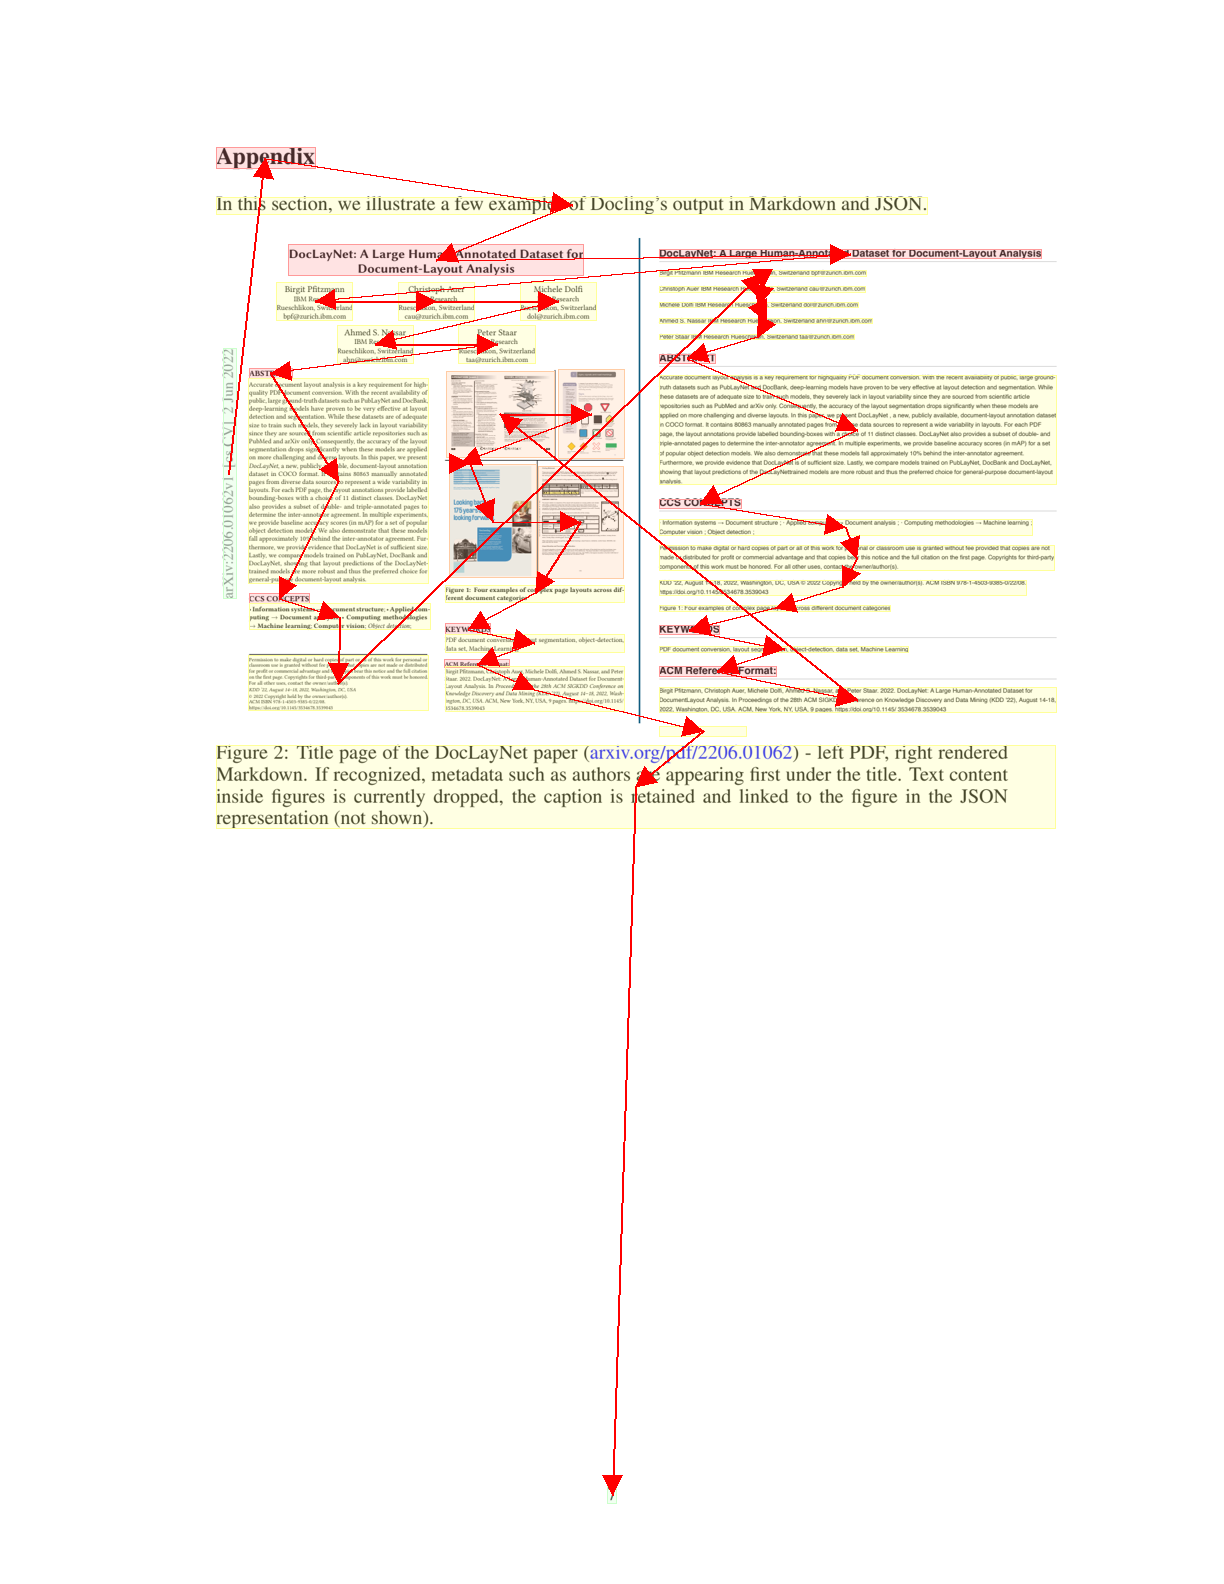 Appendix
In this section, we illustrate a few examples of Docling's output in Markdown and JSON.
arXiv:2206.01062v1 [cs.CV] 2 Jun 2022
DocLayNet: A Large Human-Annotated Dataset for
Document-Layout Analysis
Birgit Pfitzmann
IBM Research
Rueschlikon, Switzerland
bpf@zurich.ibm.com
Christoph Auer
IBM Research
Rueschlikon, Switzerland
cau@zurich.ibm.com
Michele Dolfi
IBM Research
Rueschlikon, Switzerland
dol@zurich.ibm.com
Ahmed S. Nassar
IBM Research
Rueschlikon, Switzerland
ahn@zurich.ibm.com
Peter Staar
IBM Research
Rueschlikon, Switzerland
taa@zurich.ibm.com
ABSTRACT
Accurate document layout analysis is a key requirement for high-
quality PDF document conversion. With the recent availability of
public, large ground-truth datasets such as PubLayNet and DocBank,
deep-learning models have proven to be very effective at layout
detection and segmentation. While these datasets are of adequate
size to train such models, they severely lack in layout variability
since they are sourced from scientific article repositories such as
PubMed and arXiv only. Consequently, the accuracy of the layout
segmentation drops significantly when these models are applied
on more challenging and diverse layouts. In this paper, we present
DocLayNet, a new, publicly available, document-layout annotation
dataset in COCO format. It contains 80863 manually annotated
pages from diverse data sources to represent a wide variability in
layouts. For each PDF page, the layout annotations provide labelled
bounding-boxes with a choice of 11 distinct classes. DocLayNet
also provides a subset of double- and triple-annotated pages to
determine the inter-annotator agreement. In multiple experiments,
we provide baseline accuracy scores (in mAP) for a set of popular
object detection models. We also demonstrate that these models
fall approximately 10% behind the inter-annotator agreement. Fur-
thermore, we provide evidence that DocLayNet is of sufficient size.
Lastly, we compare models trained on PubLayNet, DocBank and
DocLayNet, showing that layout predictions of the DocLayNet-
trained models are more robust and thus the preferred choice for
general-purpose document-layout analysis.
CCS CONCEPTS
• Information systems → Document structure; • Applied com-
puting → Document analysis; • Computing methodologies
→ Machine learning; Computer vision; Object detection;
Permission to make digital or hard copies of part or all of this work for personal or
classroom use is granted without fee provided that copies are not made or distributed
for profit or commercial advantage and that copies bear this notice and the full citation
on the first page. Copyrights for third-party components of this work must be honored.
For all other uses, contact the owner/author(s).
KDD '22, August 14–18, 2022, Washington, DC, USA
© 2022 Copyright held by the owner/author(s).
ACM ISBN 978-1-4503-9385-0/22/08.
https://doi.org/10.1145/3534678.3539043
Looking back
175 years
looking forward
Figure 1: Four examples of complex page layouts across dif-
ferent document categories
KEYWORDS
PDF document conversion, layout segmentation, object-detection,
data set, Machine Learning
ACM Reference Format:
Birgit Pfitzmann, Christoph Auer, Michele Dolfi, Ahmed S. Nassar, and Peter
Staar. 2022. DocLayNet: A Large Human-Annotated Dataset for Document-
Layout Analysis. In Proceedings of the 28th ACM SIGKDD Conference on
Knowledge Discovery and Data Mining (KDD '22), August 14–18, 2022, Wash-
ington, DC, USA. ACM, New York, NY, USA, 9 pages. https://doi.org/10.1145/
3534678.3539043
DocLayNet: A Large Human-Annotated Dataset for Document-Layout Analysis
Birgit Pfitzmann IBM Research Rueschlikon, Switzerland bpf@zurich.ibm.com
Christoph Auer IBM Research Rueschlikon, Switzerland cau@zurich.ibm.com
Michele Dolfi IBM Research Rueschlikon, Switzerland dol@zurich.ibm.com
Ahmed S. Nassar IBM Research Rueschlikon, Switzerland ahn@zurich.ibm.com
Peter Staar IBM Research Rueschlikon, Switzerland taa@zurich.ibm.com
ABSTRACT
Accurate document layout analysis is a key requirement for highquality PDF document conversion. With the recent availability of public, large ground-
truth datasets such as PubLayNet and DocBank, deep-learning models have proven to be very effective at layout detection and segmentation. While
these datasets are of adequate size to train such models, they severely lack in layout variability since they are sourced from scientific article
repositories such as PubMed and arXiv only. Consequently, the accuracy of the layout segmentation drops significantly when these models are
applied on more challenging and diverse layouts. In this paper, we present DocLayNet , a new, publicly available, document-layout annotation dataset
in COCO format. It contains 80863 manually annotated pages from diverse data sources to represent a wide variability in layouts. For each PDF
page, the layout annotations provide labelled bounding-boxes with a choice of 11 distinct classes. DocLayNet also provides a subset of double- and
triple-annotated pages to determine the inter-annotator agreement. In multiple experiments, we provide baseline accuracy scores (in mAP) for a set
of popular object detection models. We also demonstrate that these models fall approximately 10% behind the inter-annotator agreement.
Furthermore, we provide evidence that DocLayNet is of sufficient size. Lastly, we compare models trained on PubLayNet, DocBank and DocLayNet,
showing that layout predictions of the DocLayNettrained models are more robust and thus the preferred choice for general-purpose document-layout
analysis.
CCS CONCEPTS
· Information systems → Document structure ; · Applied computing → Document analysis ; · Computing methodologies → Machine learning ;
Computer vision ; Object detection ;
Permission to make digital or hard copies of part or all of this work for personal or classroom use is granted without fee provided that copies are not
made or distributed for profit or commercial advantage and that copies bear this notice and the full citation on the first page. Copyrights for third-party
components of this work must be honored. For all other uses, contact the owner/author(s).
KDD '22, August 14-18, 2022, Washington, DC, USA © 2022 Copyright held by the owner/author(s). ACM ISBN 978-1-4503-9385-0/22/08.
https://doi.org/10.1145/3534678.3539043
Figure 1: Four examples of complex page layouts across different document categories
KEYWORDS
PDF document conversion, layout segmentation, object-detection, data set, Machine Learning
ACM Reference Format:
Birgit Pfitzmann, Christoph Auer, Michele Dolfi, Ahmed S. Nassar, and Peter Staar. 2022. DocLayNet: A Large Human-Annotated Dataset for
DocumentLayout Analysis. In Proceedings of the 28th ACM SIGKDD Conference on Knowledge Discovery and Data Mining (KDD '22), August 14-18,
2022, Washington, DC, USA. ACM, New York, NY, USA, 9 pages. https://doi.org/10.1145/ 3534678.3539043
Figure 2: Title page of the DocLayNet paper (arxiv.org/pdf/2206.01062) - left PDF, right rendered
Markdown. If recognized, metadata such as authors are appearing first under the title. Text content
inside figures is currently dropped, the caption is retained and linked to the figure in the JSON
representation (not shown).